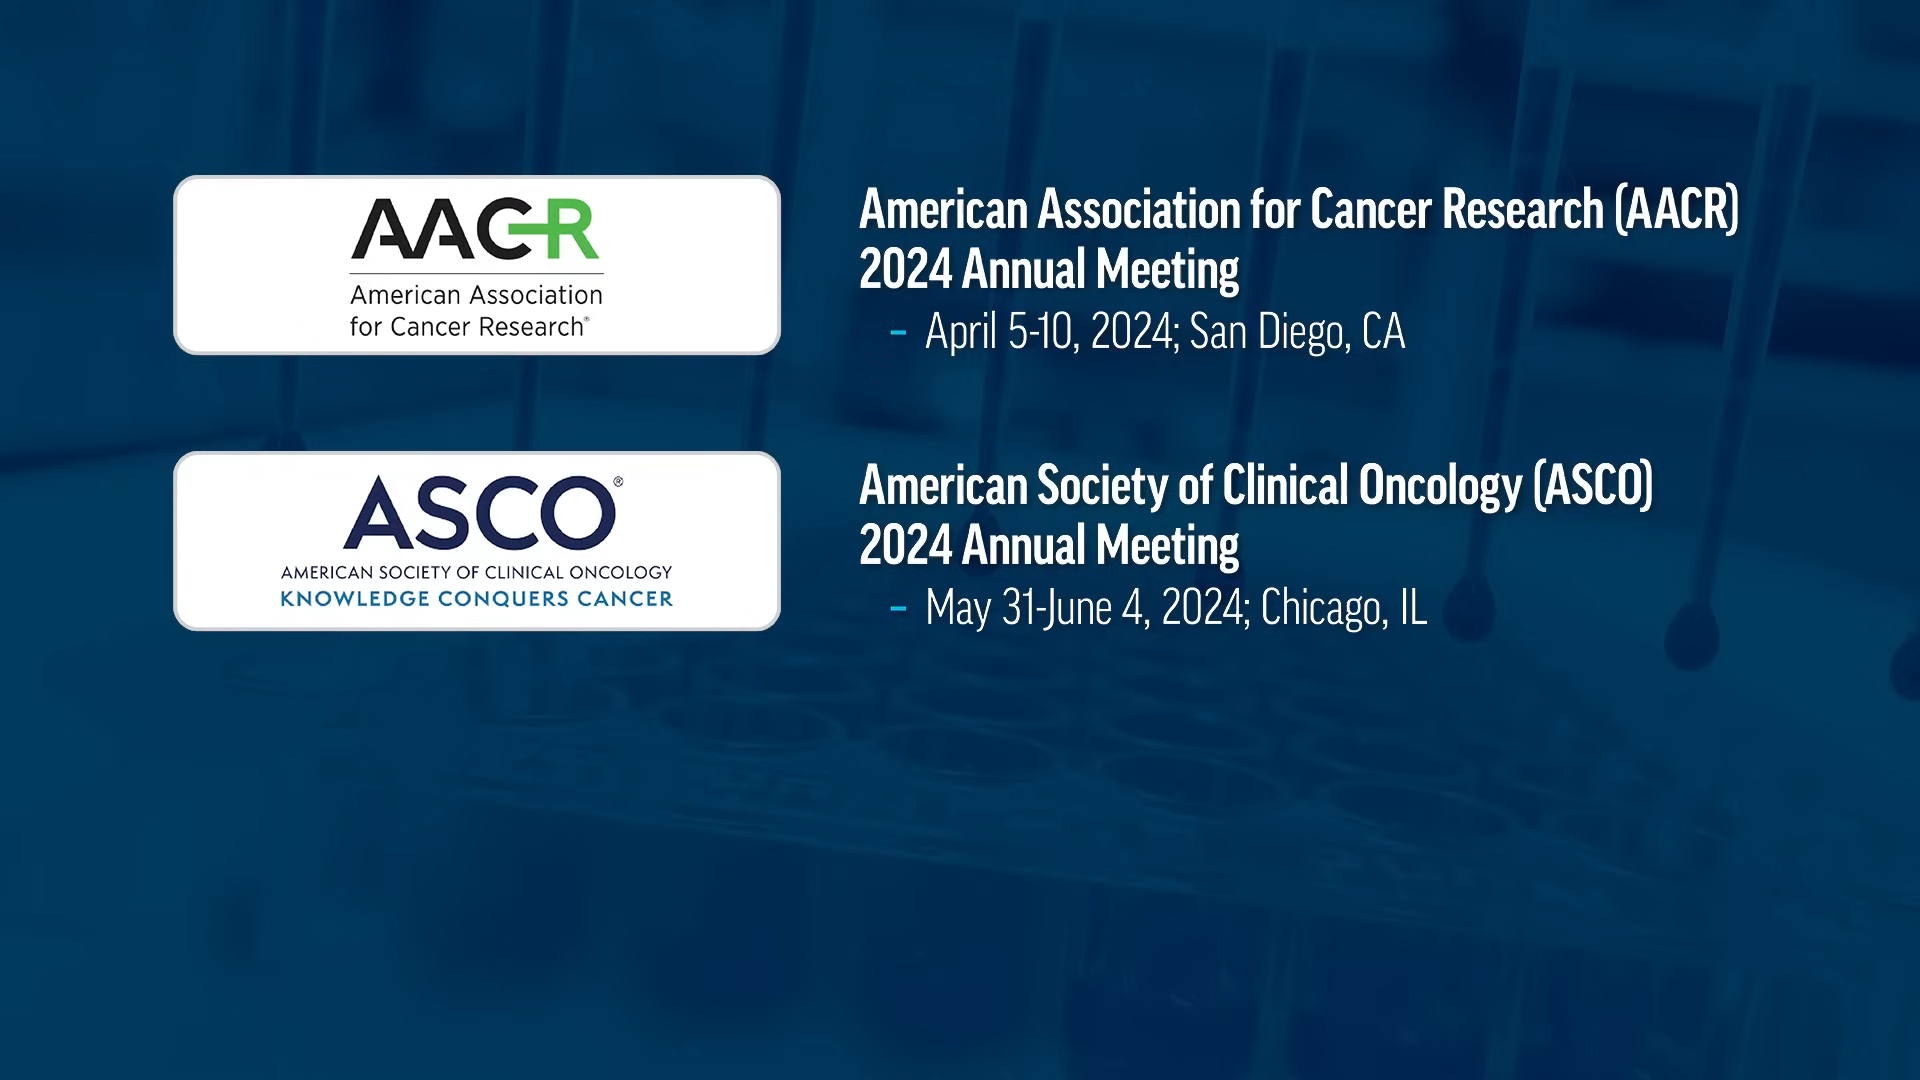 AACR
American Association
for Cancer Research®
American Association for Cancer Research (AACR)
2024 Annual Meeting
– April 5-10, 2024; San Diego, CA
ASCO®
AMERICAN SOCIETY OF CLINICAL ONCOLOGY
KNOWLEDGE CONQUERS CANCER
American Society of Clinical Oncology (ASCO)
2024 Annual Meeting
– May 31-June 4, 2024; Chicago, IL